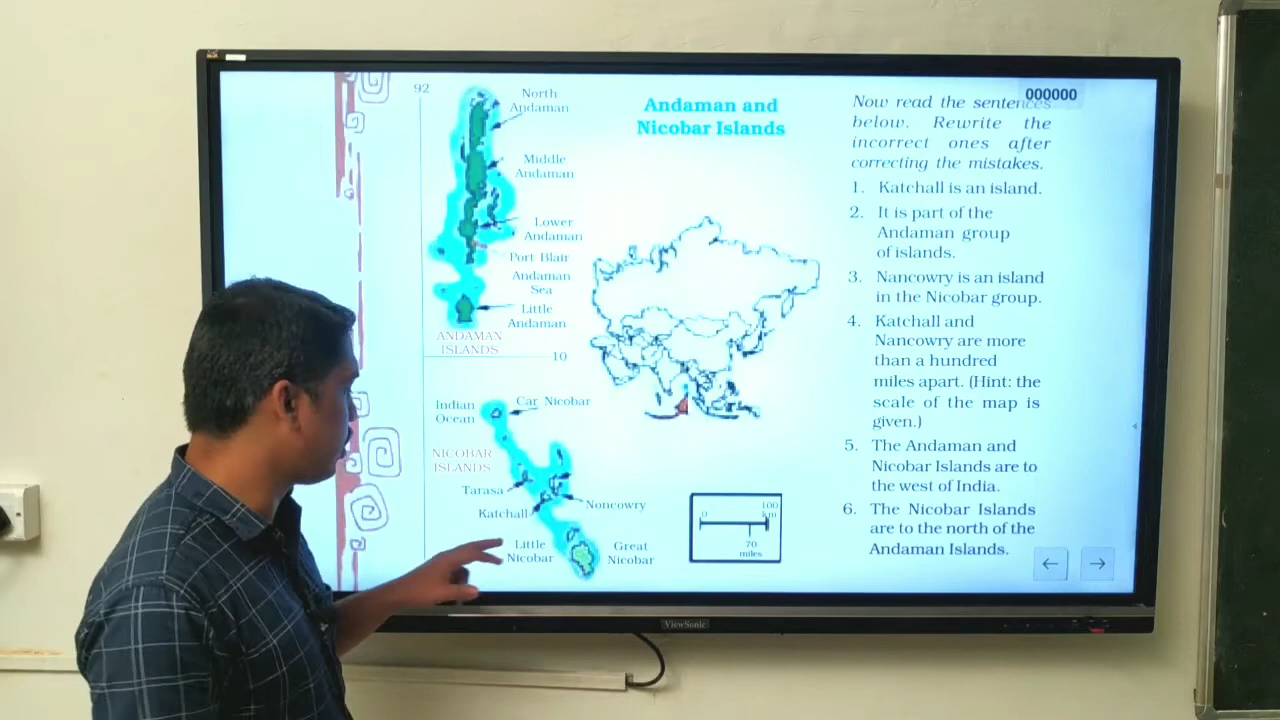 92
North
Andaman
Middle
Andaman
Lower
Andaman
Port Blair
Andaman
Sea
Little
Andaman
ANDAMAN
ISLANDS
10
Indian
Ocean
Car Nicobar
NICOBAR
ISLANDS
Tarasa
Katchall
Noncowry
Little
Nicobar
Great
Nicobar
Andaman and
Nicobar Islands
0
100
km
70
miles
000000
Now read the sentences
below. Rewrite the
incorrect ones after
correcting the mistakes.
1. Katchall is an island.
2. It is part of the
Andaman group
of islands.
3. Nancowry is an island
in the Nicobar group.
4. Katchall and
Nancowry are more
than a hundred
miles apart. (Hint: the
scale of the map is
given.)
5. The Andaman and
Nicobar Islands are to
the west of India.
6. The Nicobar Islands
are to the north of the
Andaman Islands.
ViewSonic